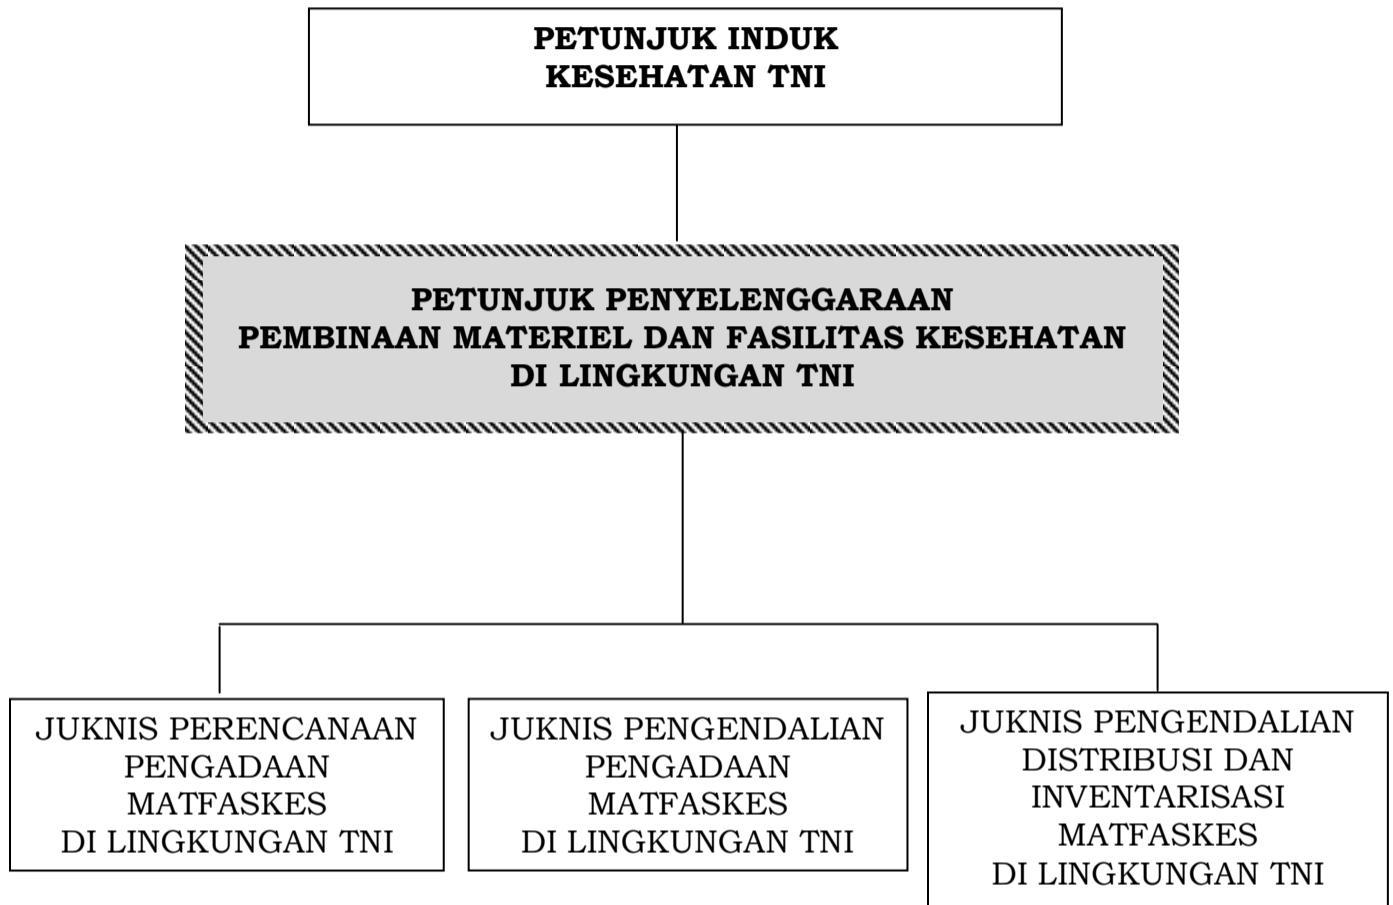 PETUNJUK INDUK
KESEHATAN TNI
PETUNJUK PENYELENGGARAAN
PEMBINAAN MATERIEL DAN FASILITAS KESEHATAN
DI LINGKUNGAN TNI
JUKNIS PERENCANAAN
PENGADAAN
MATFASKES
DI LINGKUNGAN TNI
JUKNIS PENGENDALIAN
PENGADAAN
MATFASKES
DI LINGKUNGAN TNI
JUKNIS PENGENDALIAN
DISTRIBUSI DAN
INVENTARISASI
MATFASKES
DI LINGKUNGAN TNI